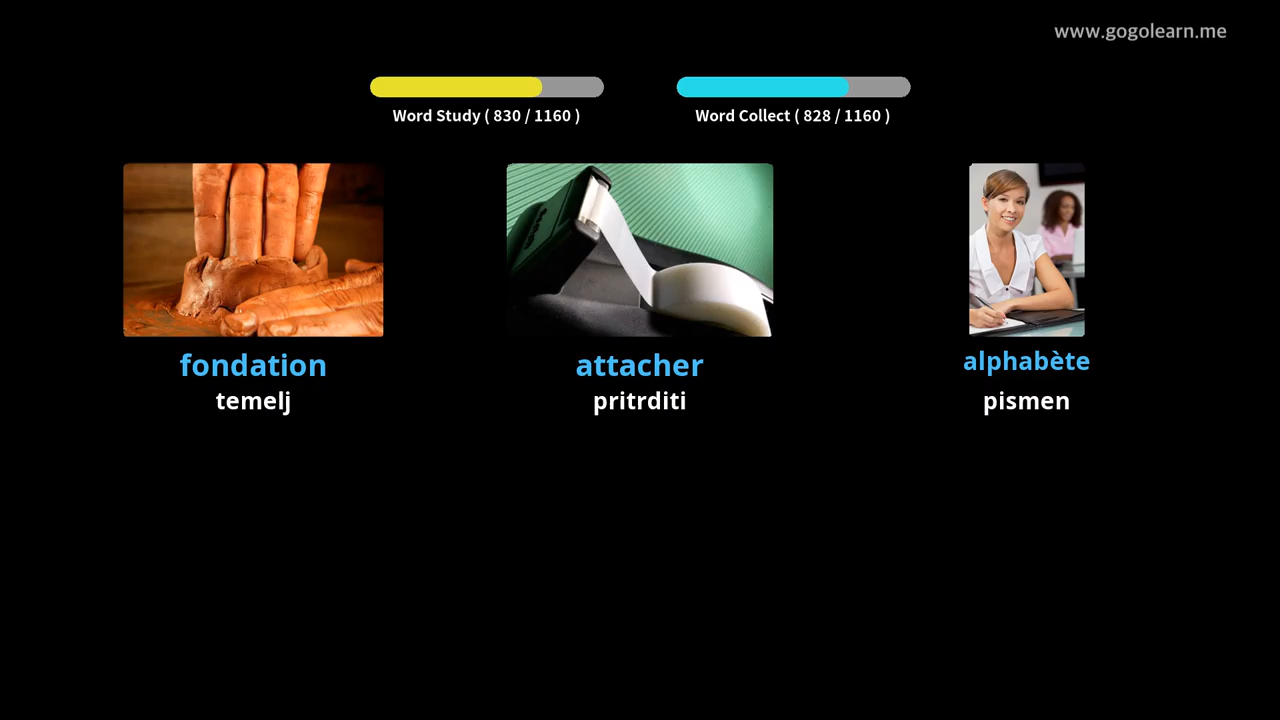 www.gogolearn.me
Word Study ( 830 / 1160 )
Word Collect ( 828 / 1160 )
fondation
temelj
attacher
pritrditi
alphabète
pismen